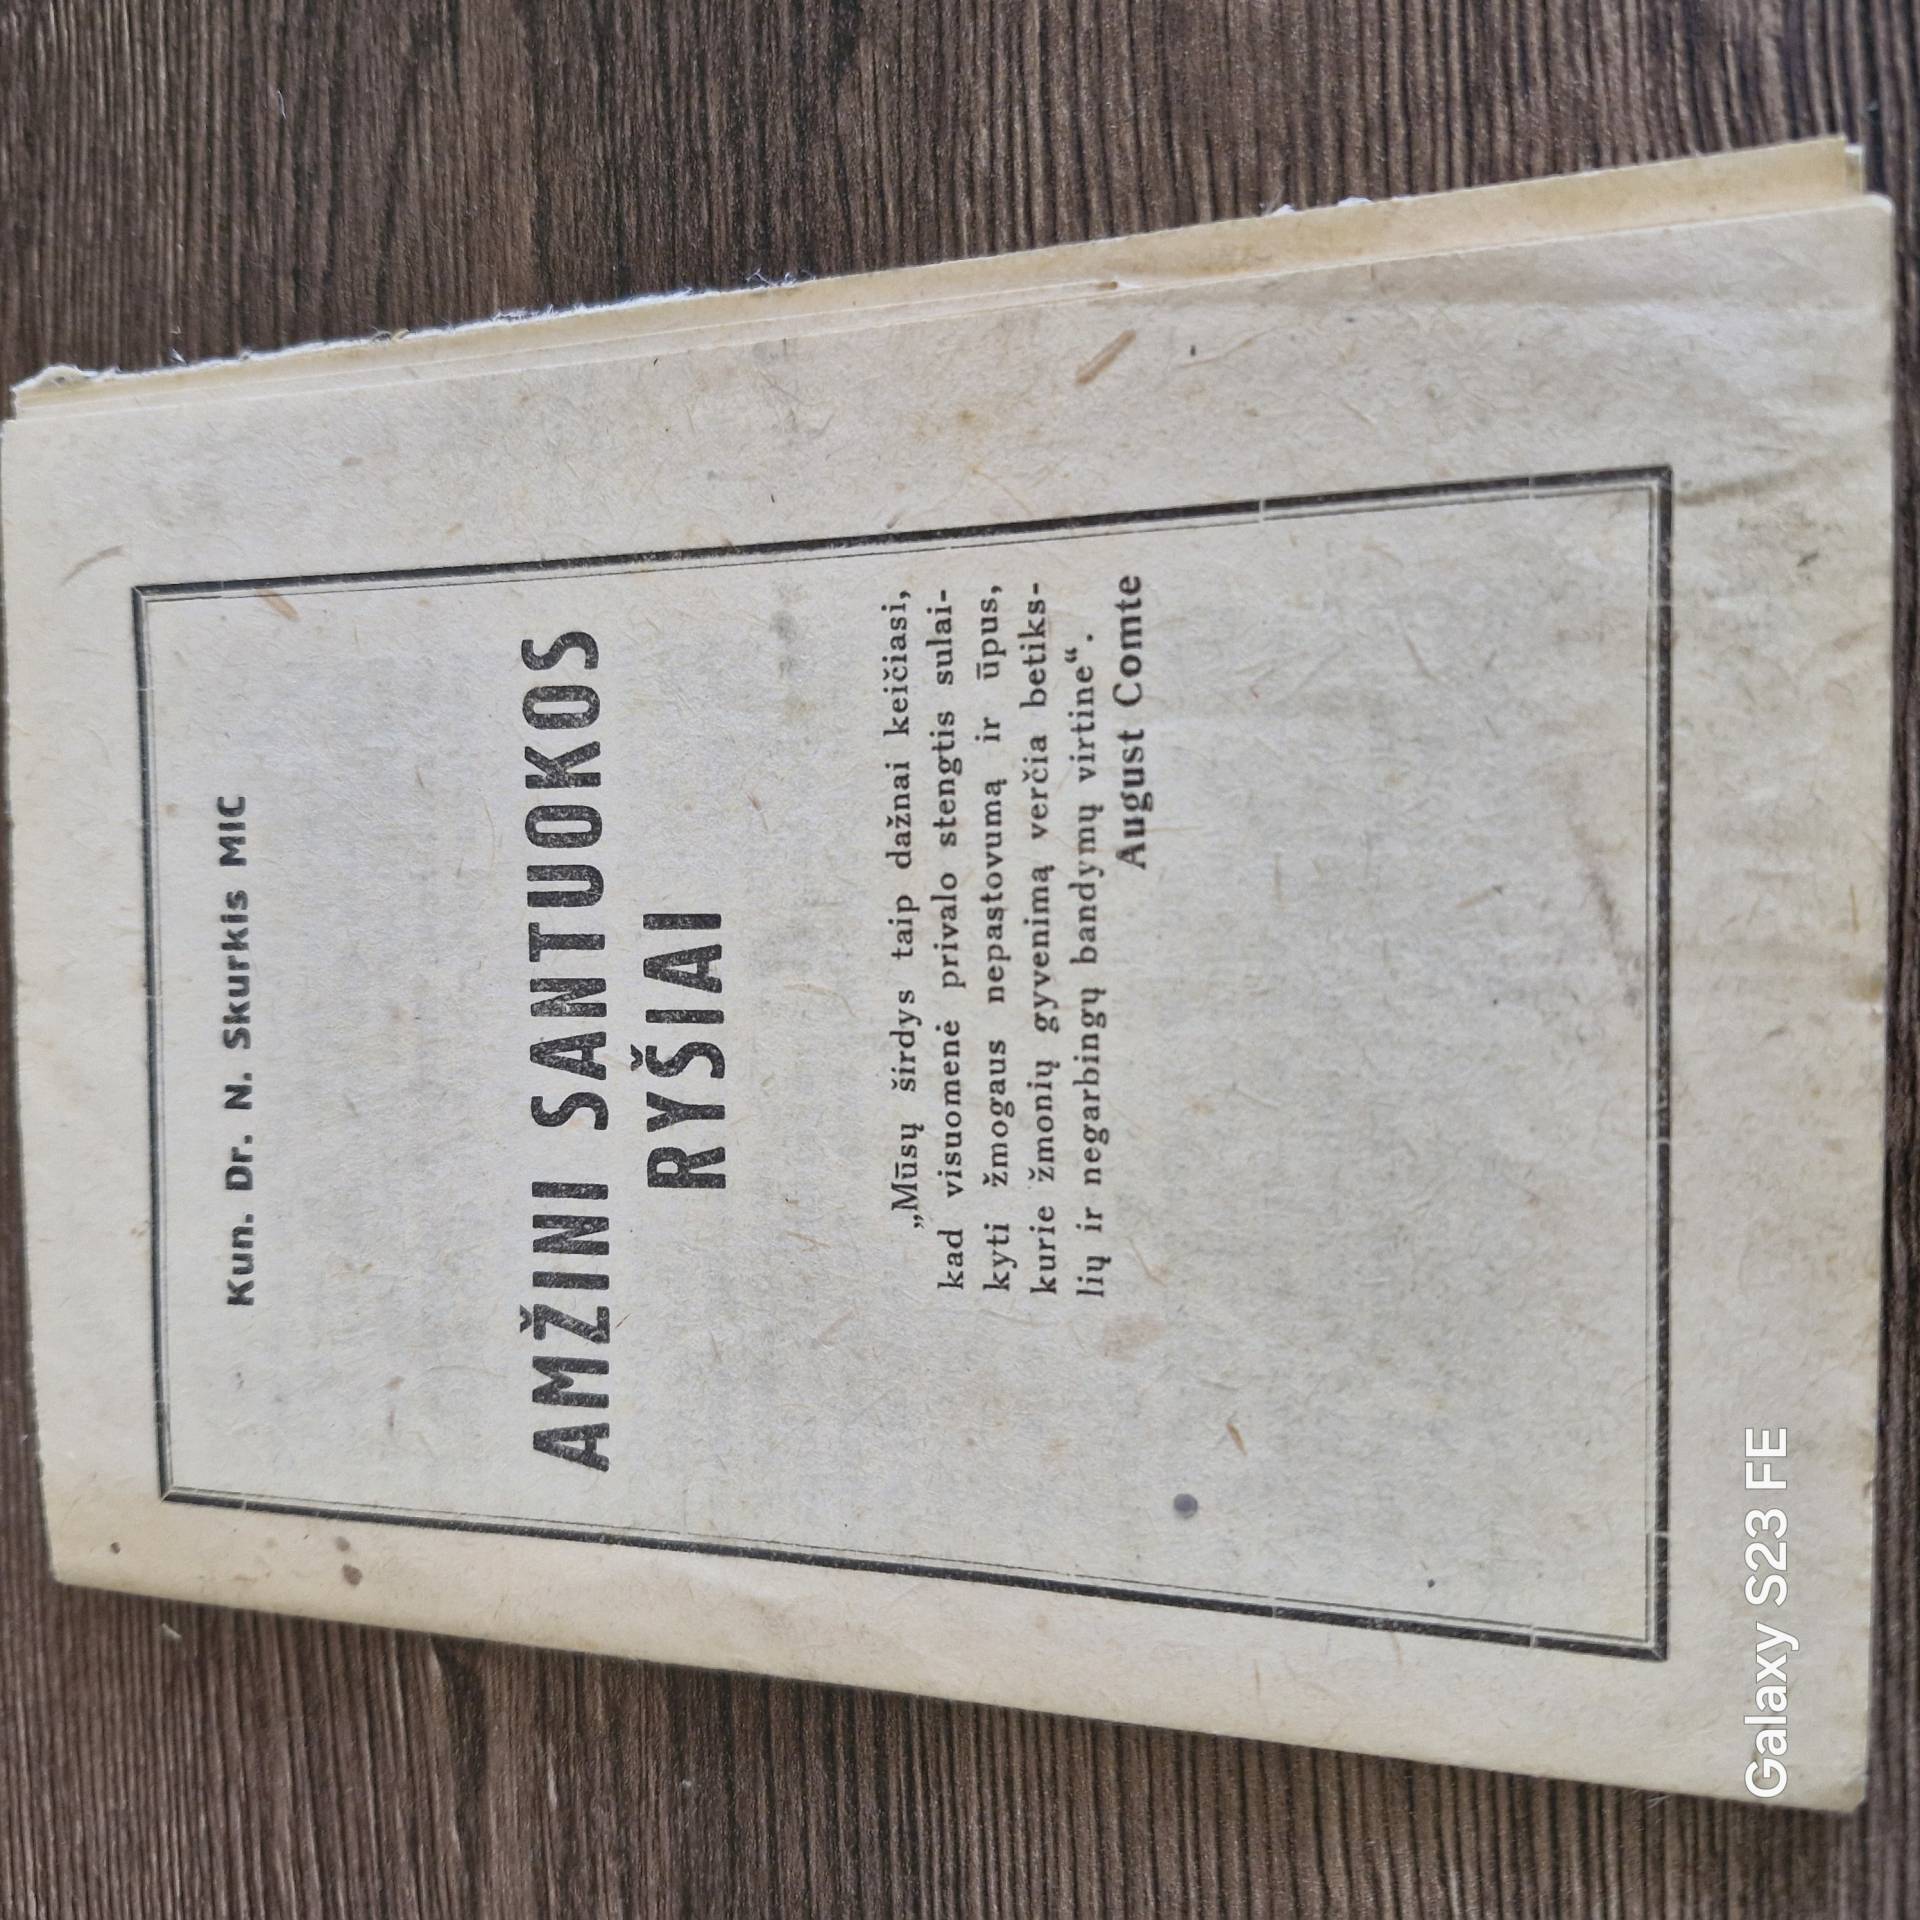 Kun. Dr. N. Skurkis MIC
AMŽINI SANTUOKOS
RYŠIAI
„Mūsų širdys taip dažnai keičiasi,
kad visuomenė privalo stengtis sulai-
kyti žmogaus nepastovumą ir ūpus,
kurie žmonių gyvenimą verčia betiks-
lių ir negarbingų bandymų virtine“.
August Comte
Galaxy S23 FE